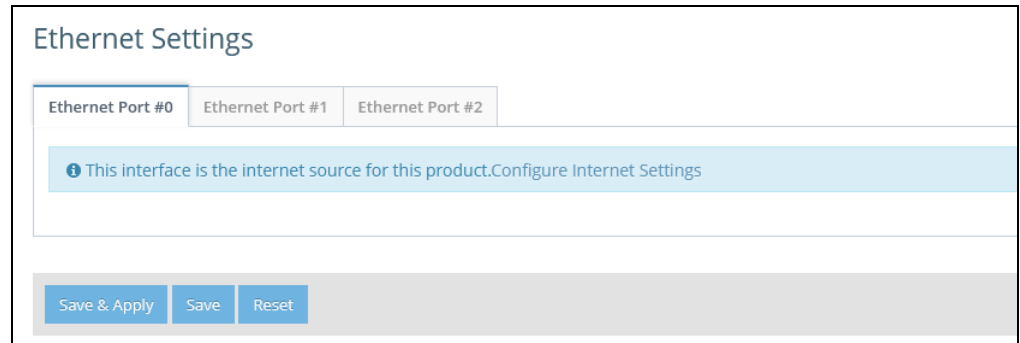 Ethernet Settings
Ethernet Port #0 Ethernet Port #1 Ethernet Port #2
This interface is the internet source for this product.Configure Internet Settings
Save & Apply Save Reset